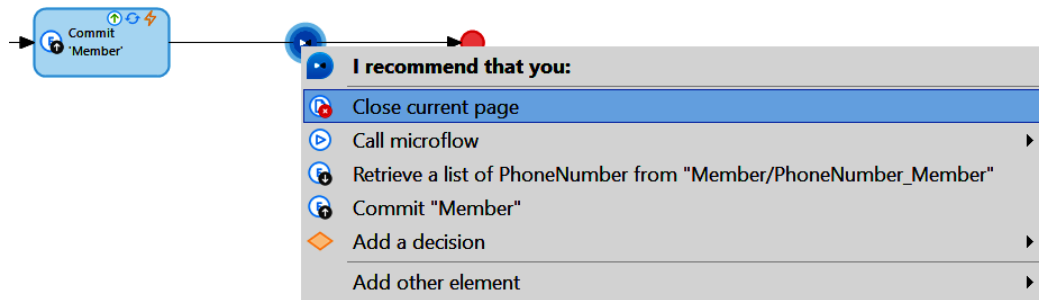 Commit
'Member'
I recommend that you:
Close current page
Call microflow
Retrieve a list of PhoneNumber from "Member/PhoneNumber_Member"
Commit "Member"
Add a decision
Add other element